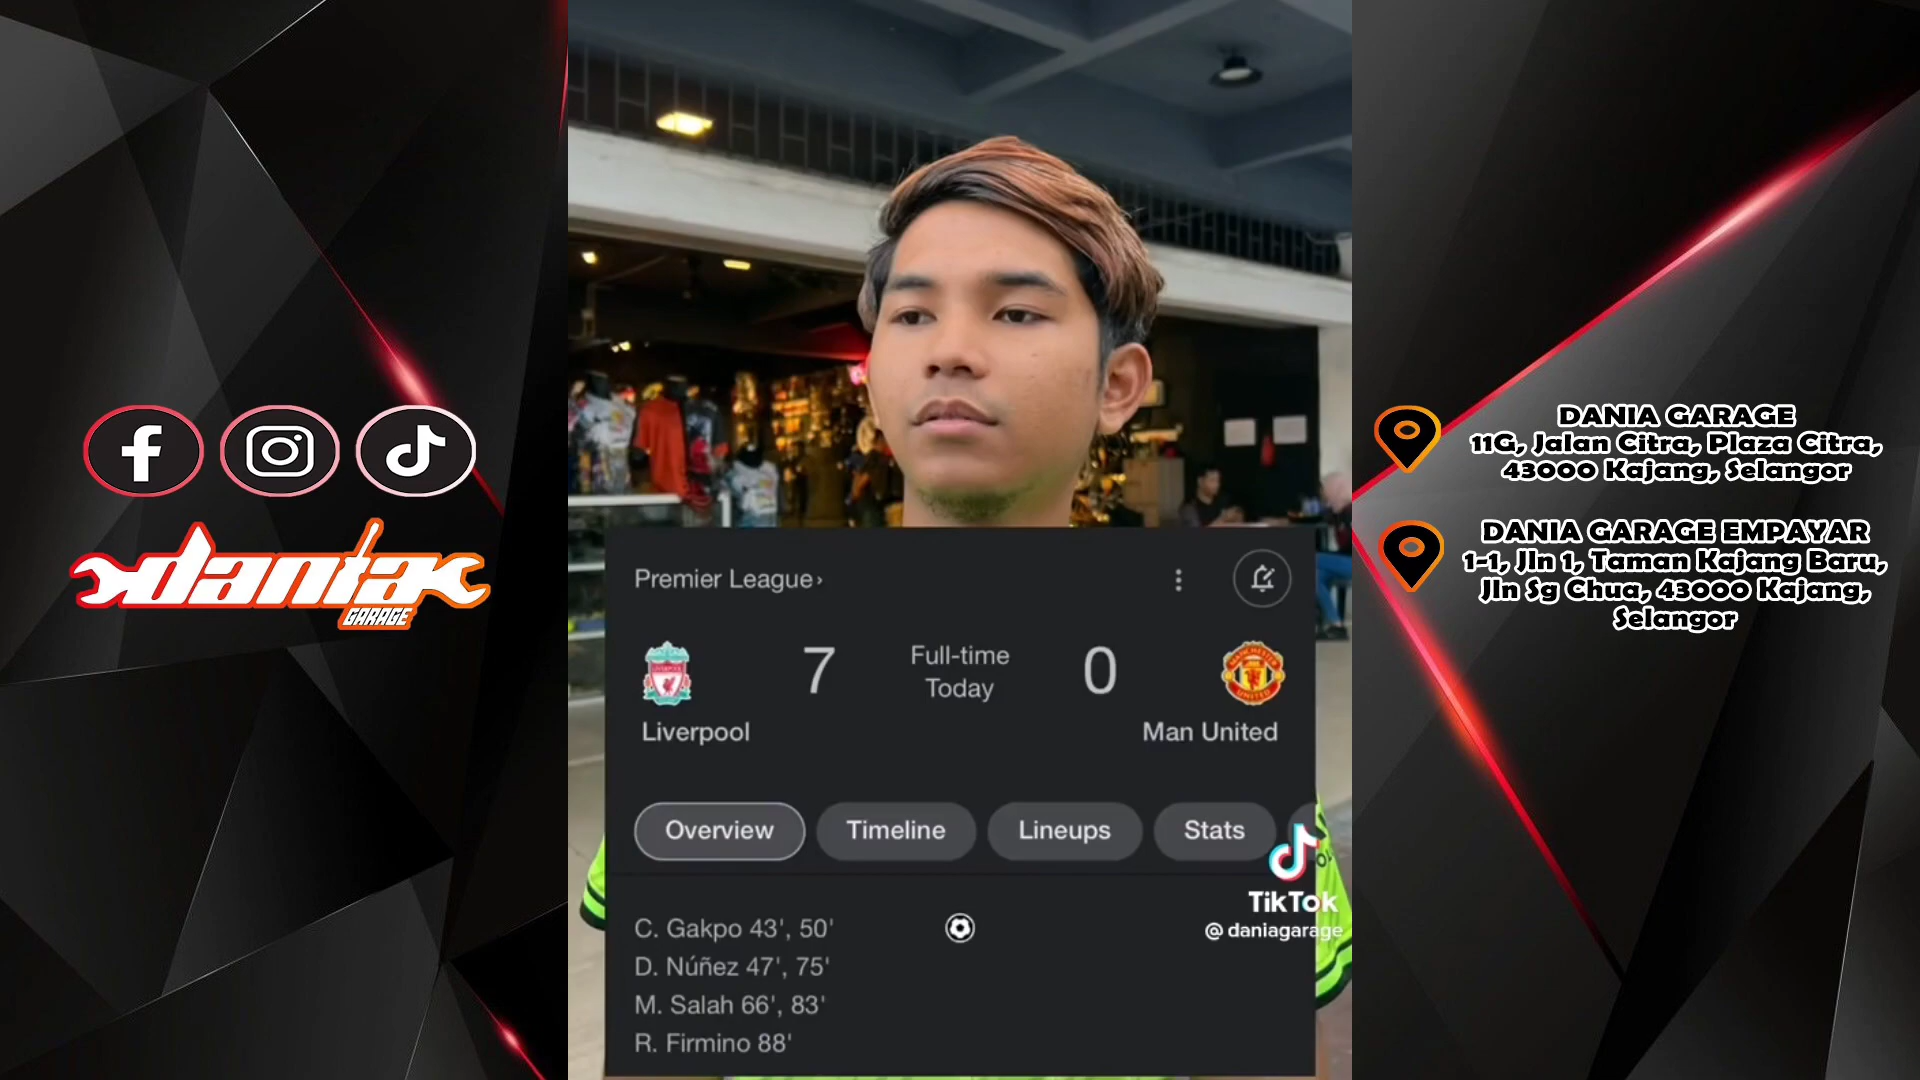 dania
GARAGE
Premier League ›
7
Full-time
Today
0
Liverpool
Man United
Overview
Timeline
Lineups
Stats
C. Gakpo 43', 50'
D. Núñez 47', 75'
M. Salah 66', 83'
R. Firmino 88'
TikTok
@daniagarage
DANIA GARAGE
11G, Jalan Citra, Plaza Citra,
43000 Kajang, Selangor
DANIA GARAGE EMPAYAR
1-1, Jln 1, Taman Kajang Baru,
Jln Sg Chua, 43000 Kajang,
Selangor